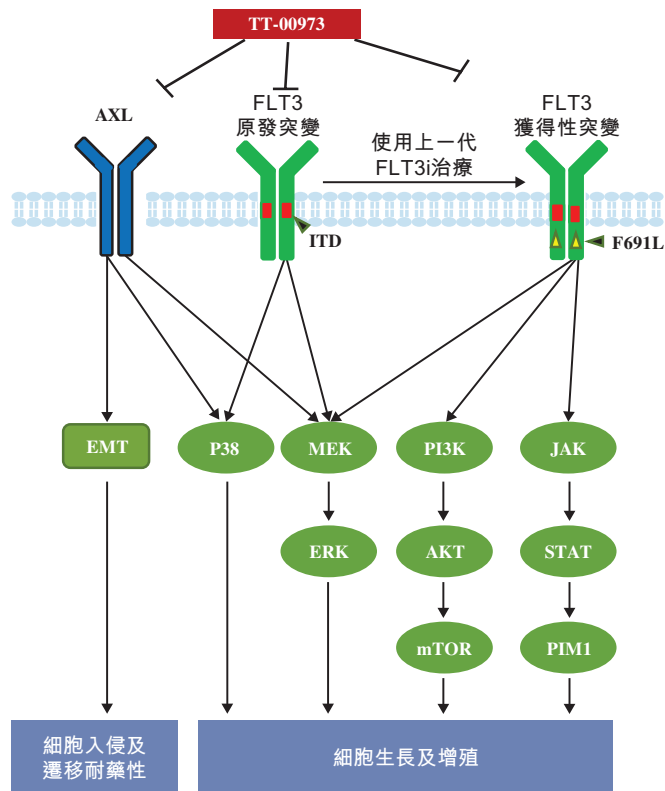 TT-00973
AXL
FLT3
原發突變
使用上一代
FLT3i治療
FLT3
獲得性突變
ITD
F691L
EMT
P38
MEK
PI3K
JAK
ERK
AKT
STAT
mTOR
PIM1
細胞入侵及
遷移耐藥性
細胞生長及增殖